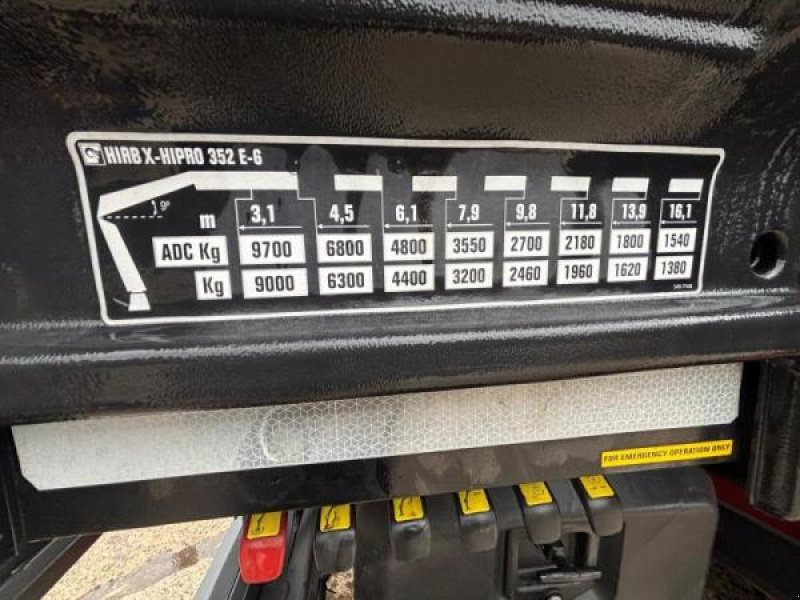 HIAB X-HIPRO 352 E-6
9°
m 3,1 4,5 6,1 7,9 9,8 11,8 13,9 16,1
ADC Kg 9700 6800 4800 3550 2700 2180 1800 1540
Kg 9000 6300 4400 3200 2460 1960 1620 1380
FOR EMERGENCY OPERATION ONLY